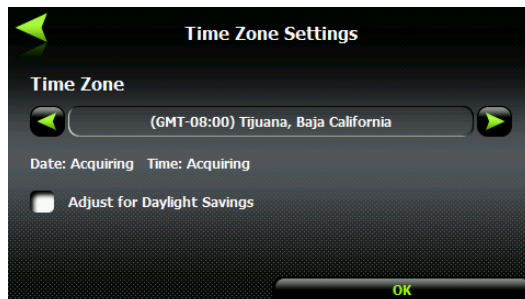 Time Zone Settings
Time Zone
(GMT-08:00) Tijuana, Baja California
Date: Acquiring Time: Acquiring
Adjust for Daylight Savings
OK